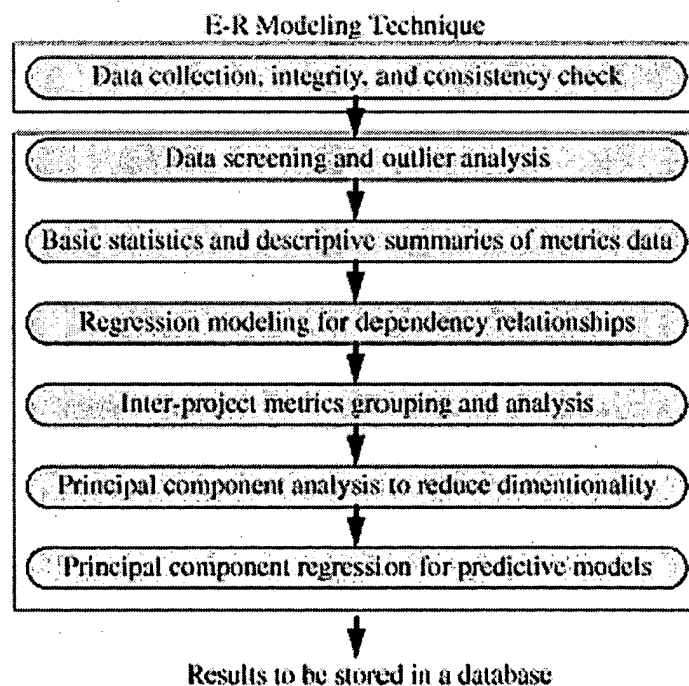 E-R Modeling Technique
Data collection, integrity, and consistency check
Data screening and outlier analysis
Basic statistics and descriptive summaries of metrics data
Regression modeling for dependency relationships
Inter-project metrics grouping and analysis
Principal component analysis to reduce dimentionality
Principal component regression for predictive models
Results to be stored in a database